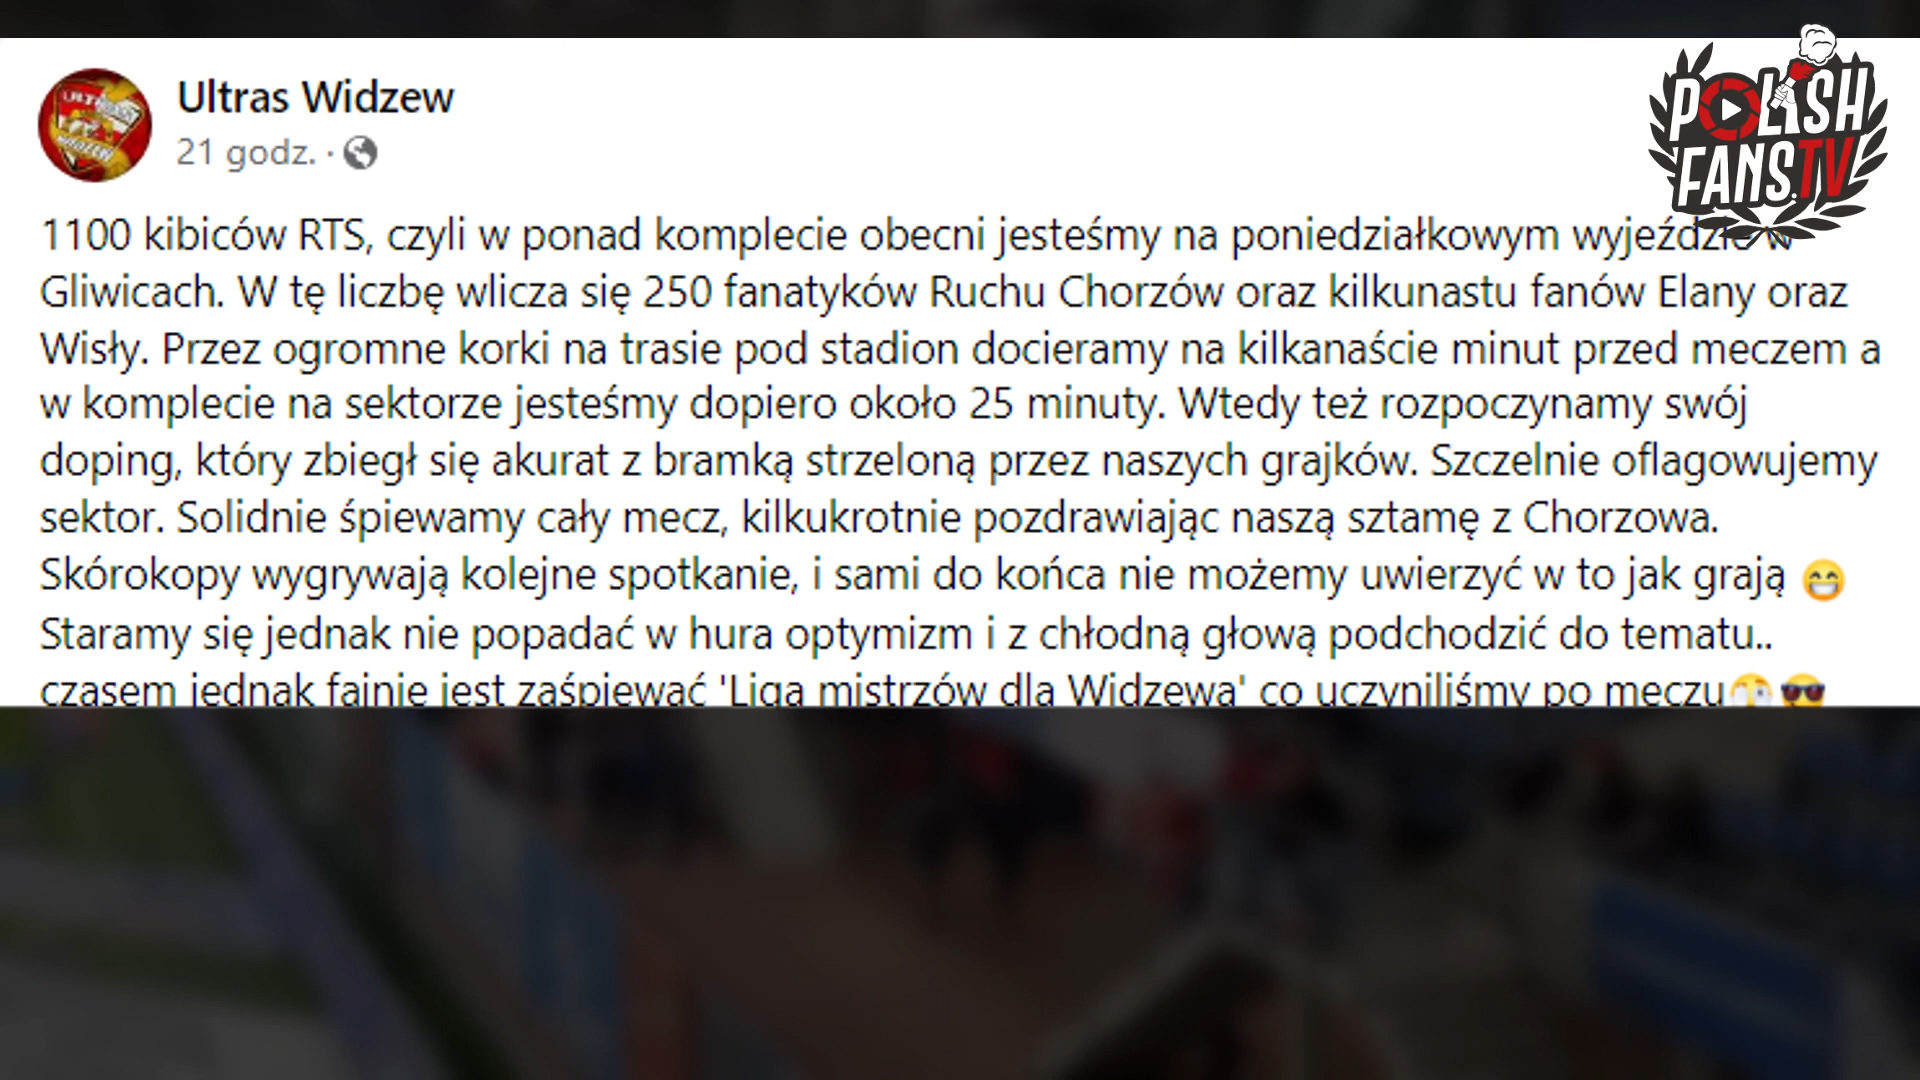 POLISH
FANS.TV
Ultras Widzew
21 godz. ·
1100 kibiców RTS, czyli w ponad komplecie obecni jesteśmy na poniedziałkowym wyjeździe w
Gliwicach. W tę liczbę wlicza się 250 fanatyków Ruchu Chorzów oraz kilkunastu fanów Elany oraz
Wisły. Przez ogromne korki na trasie pod stadion docieramy na kilkanaście minut przed meczem a
w komplecie na sektorze jesteśmy dopiero około 25 minuty. Wtedy też rozpoczynamy swój
doping, który zbiegł się akurat z bramką strzeloną przez naszych grajków. Szczelnie oflagowujemy
sektor. Solidnie śpiewamy cały mecz, kilkukrotnie pozdrawiając naszą sztamę z Chorzowa.
Skórokopy wygrywają kolejne spotkanie, i sami do końca nie możemy uwierzyć w to jak grają 😁
Staramy się jednak nie popadać w hura optymizm i z chłodną głową podchodzić do tematu..
czasem jednak fajnie jest zaśpiewać 'Liga mistrzów dla Widzewa' co uczyniliśmy po meczu